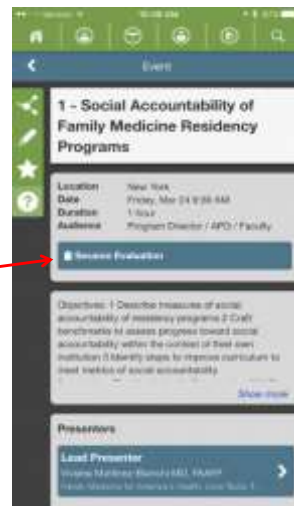 Event
1 – Social Accountability of
Family Medicine Residency
Programs
Location New York
Date Friday, Mar 24 9:
Duration 1 hour
Audience Program Director / APD / Faculty
Session Evaluation
Objectives: 1 Describe measures of social
accountability of residency programs 2 Craft
benchmarks to assess progress toward social
accountability within the context of their own
institution 3 Identify steps to improve curriculum to
meet metrics of social accountability
Show more
Presenters
Lead Presenter